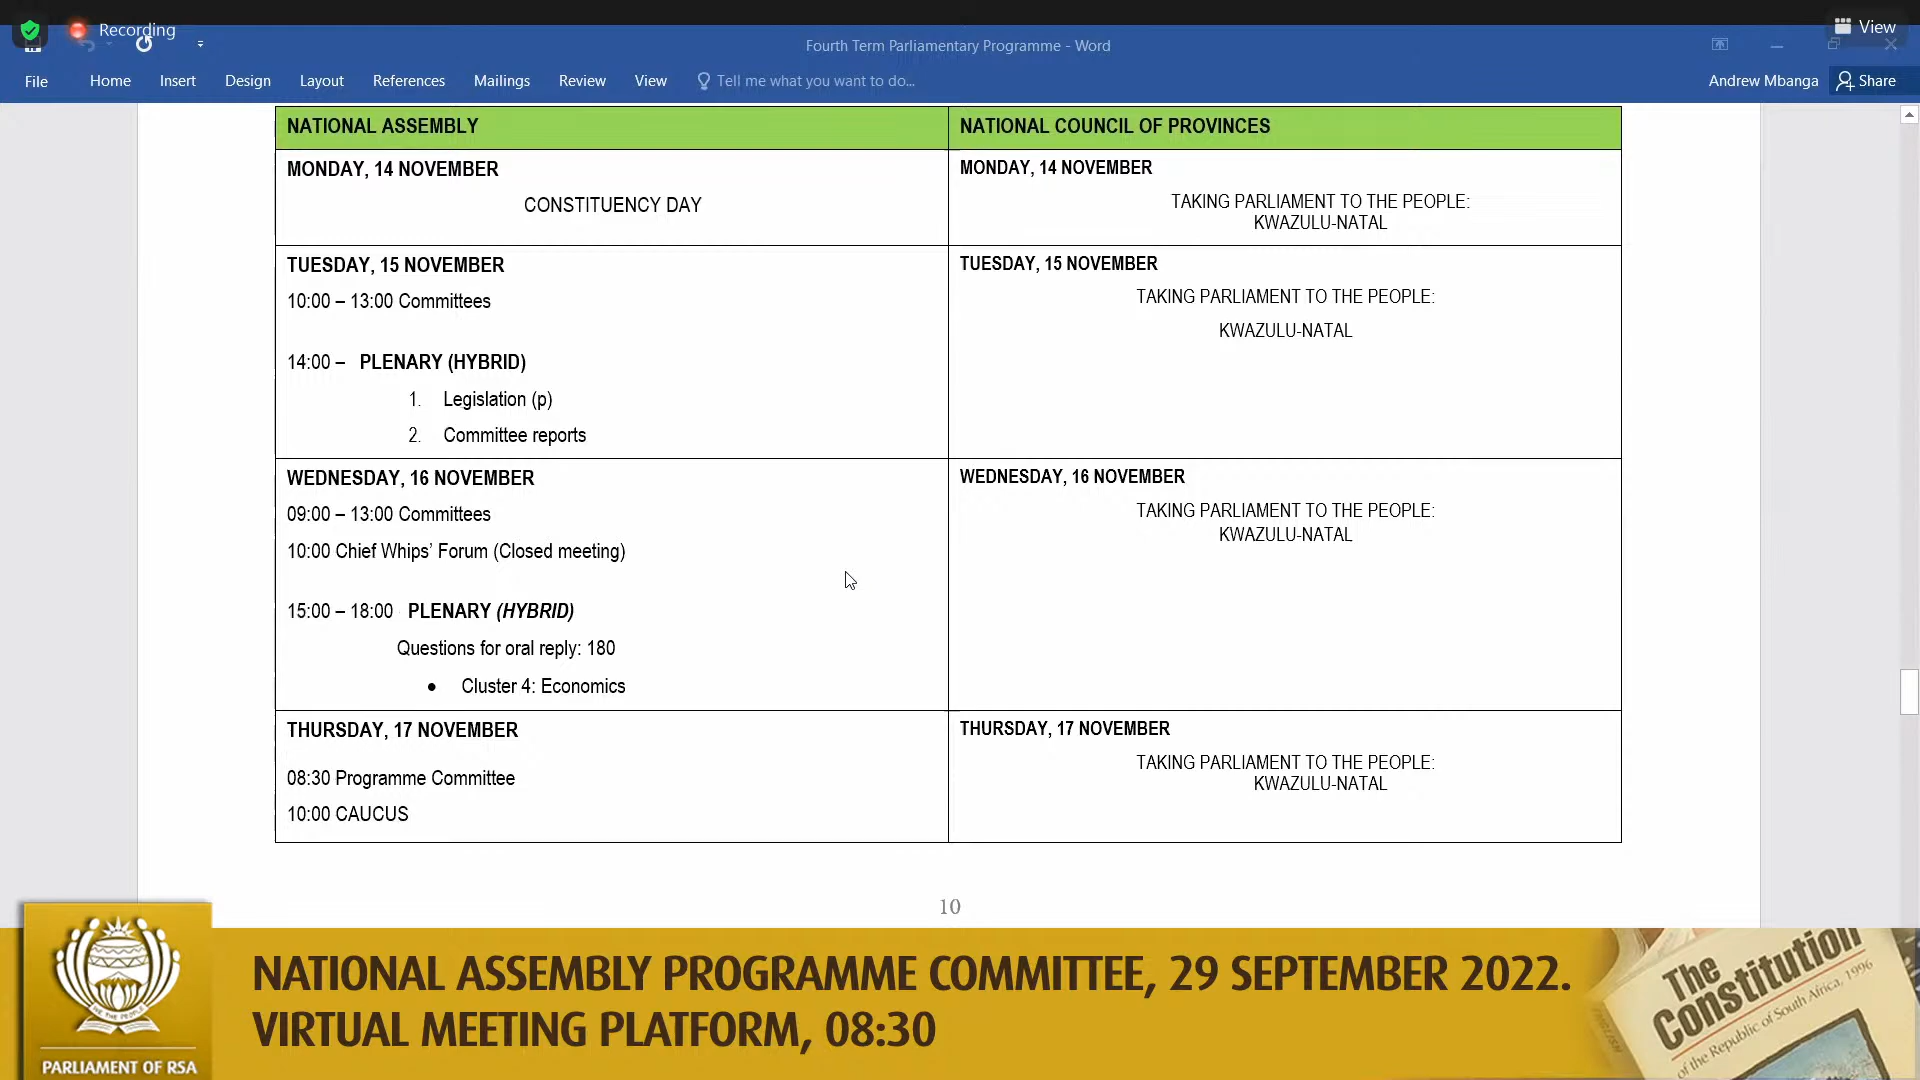 Recording
View
Fourth Term Parliamentary Programme - Word
File Home Insert Design Layout References Mailings Review View Tell me what you want to do... Andrew Mbanga Share
NATIONAL ASSEMBLY
NATIONAL COUNCIL OF PROVINCES
MONDAY, 14 NOVEMBER
CONSTITUENCY DAY
MONDAY, 14 NOVEMBER
TAKING PARLIAMENT TO THE PEOPLE:
KWAZULU-NATAL
TUESDAY, 15 NOVEMBER
10:00 – 13:00 Committees
14:00 – PLENARY (HYBRID)
1. Legislation (p)
2. Committee reports
TUESDAY, 15 NOVEMBER
TAKING PARLIAMENT TO THE PEOPLE:
KWAZULU-NATAL
WEDNESDAY, 16 NOVEMBER
09:00 – 13:00 Committees
10:00 Chief Whips’ Forum (Closed meeting)
15:00 – 18:00 PLENARY (HYBRID)
Questions for oral reply: 180
• Cluster 4: Economics
WEDNESDAY, 16 NOVEMBER
TAKING PARLIAMENT TO THE PEOPLE:
KWAZULU-NATAL
THURSDAY, 17 NOVEMBER
08:30 Programme Committee
10:00 CAUCUS
THURSDAY, 17 NOVEMBER
TAKING PARLIAMENT TO THE PEOPLE:
KWAZULU-NATAL
10
NATIONAL ASSEMBLY PROGRAMME COMMITTEE, 29 SEPTEMBER 2022.
VIRTUAL MEETING PLATFORM, 08:30
PARLIAMENT OF RSA
The
Constitution
of the Republic of South Africa, 1996